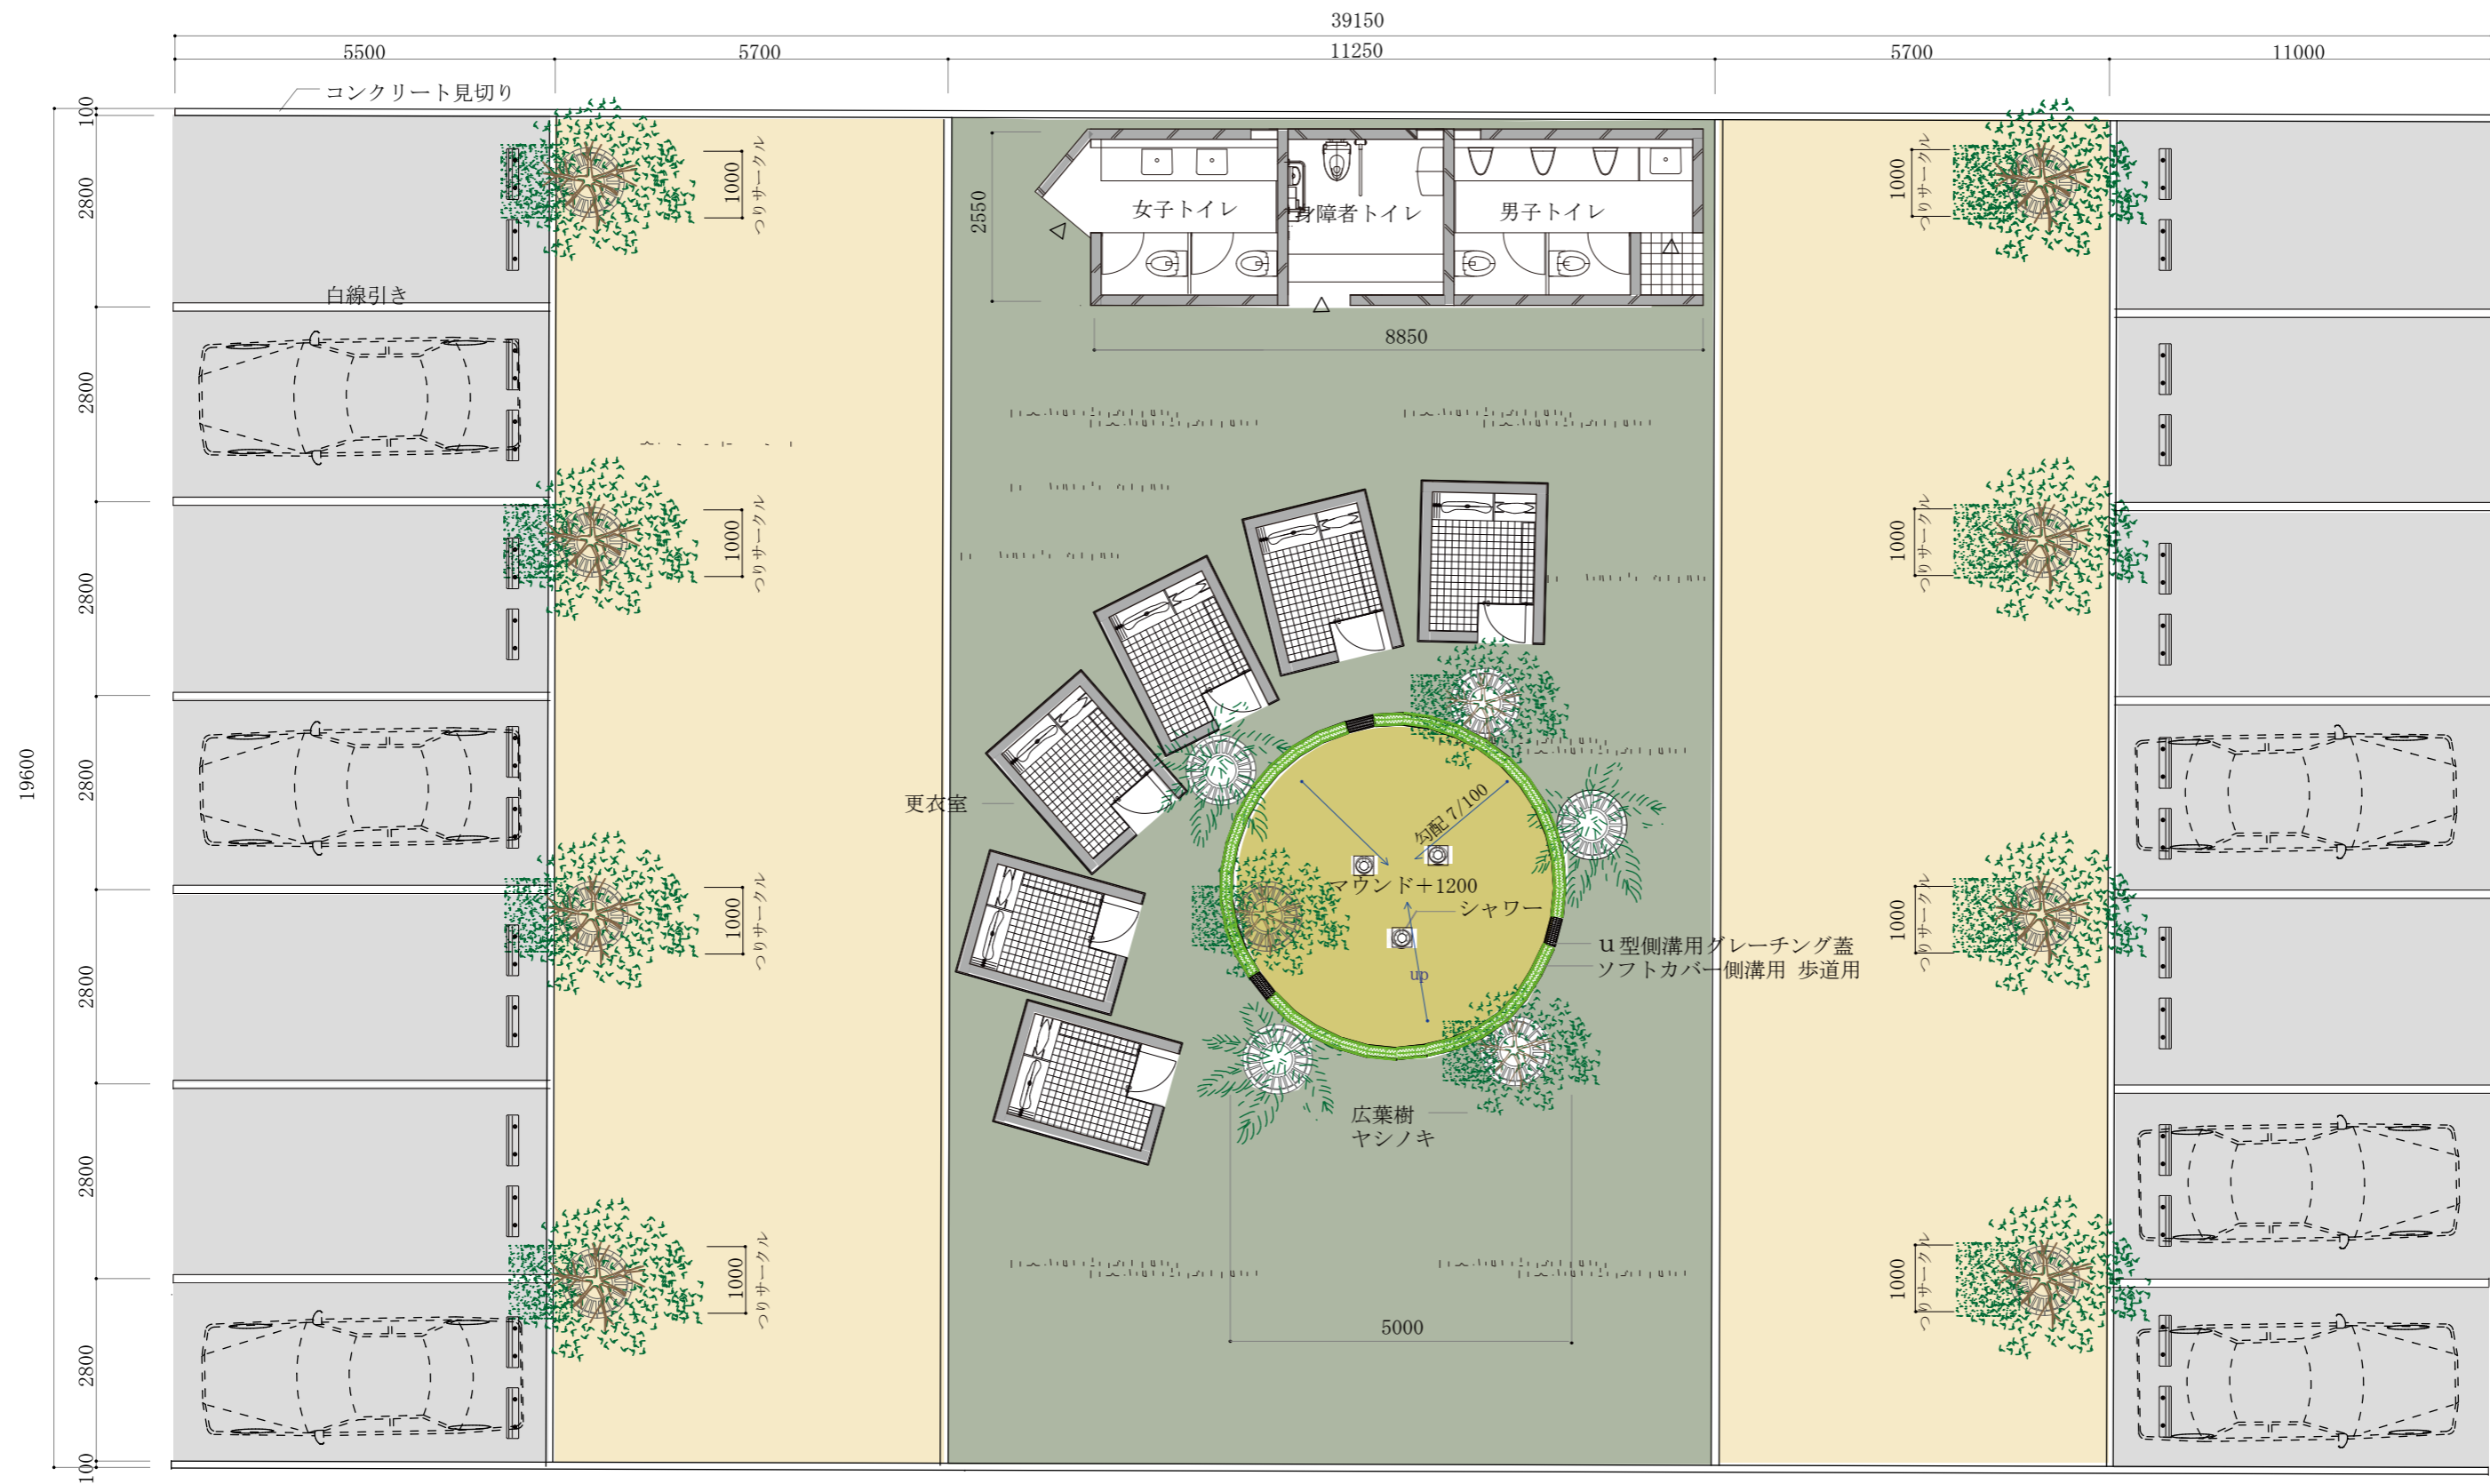 39150
5500
5700
11250
5700
11000
コンクリート見切り
100
2800
1000
つりサークル
2550
女子トイレ
身障者トイレ
男子トイレ
1000
つりサークル
白線引き
8850
2800
1000
つりサークル
1000
つりサークル
2800
19600
2800
更衣室
勾配 7/100
マウンド＋1200
シャワー
1000
つりサークル
u型側溝用グレーチング蓋
ソフトカバー側溝用 歩道用
1000
つりサークル
2800
up
広葉樹
ヤシノキ
2800
1000
つりサークル
1000
つりサークル
5000
2800
100